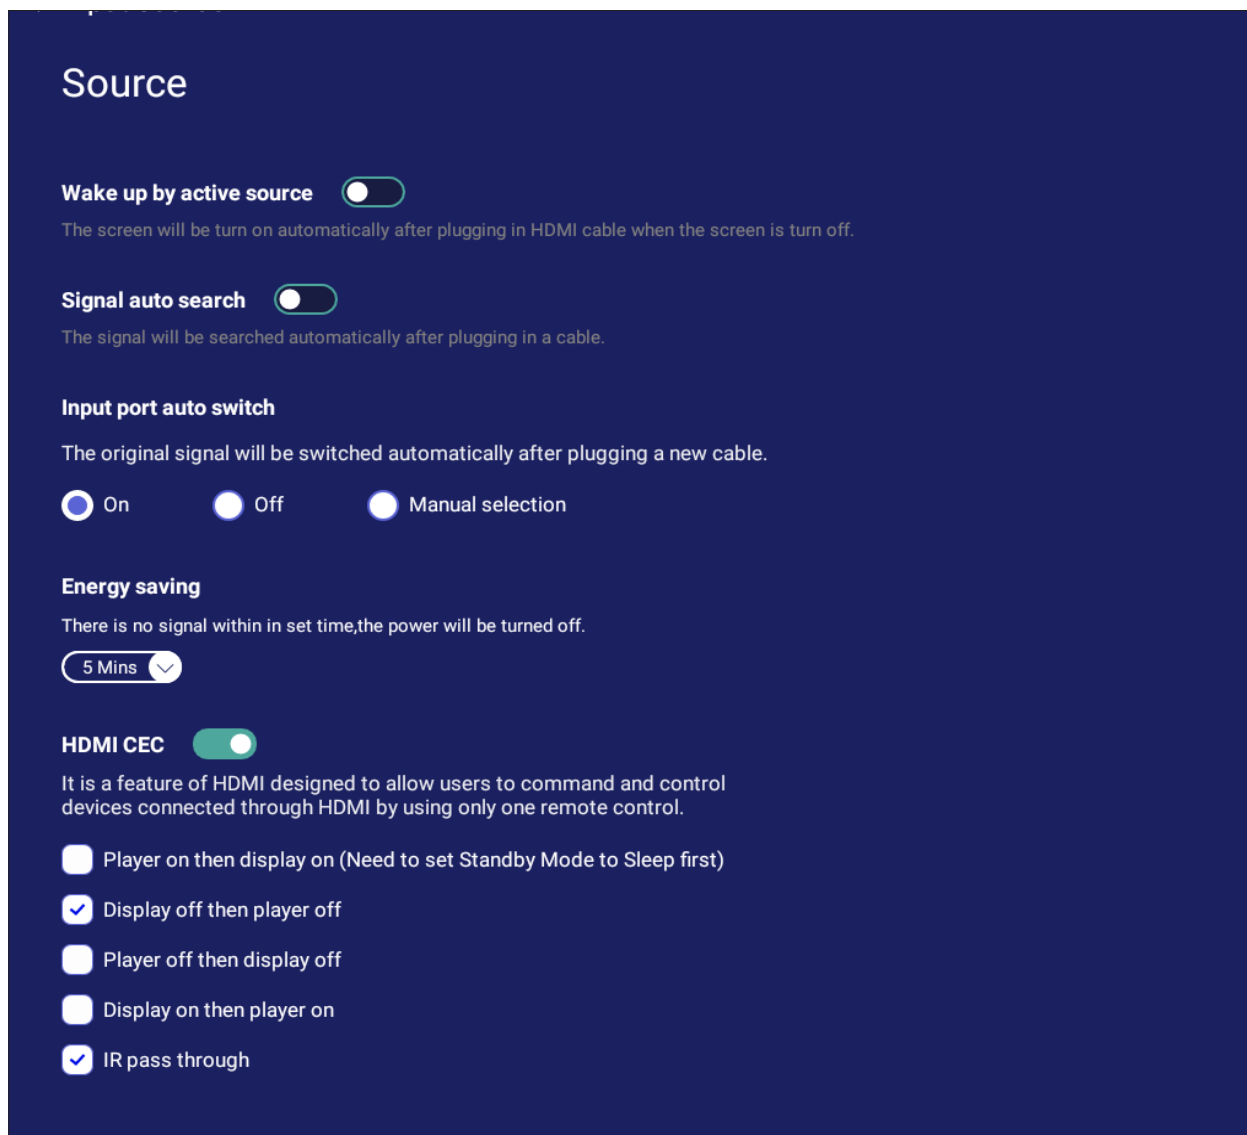 Source
Wake up by active source
The screen will be turn on automatically after plugging in HDMI cable when the screen is turn off.
Signal auto search
The signal will be searched automatically after plugging in a cable.
Input port auto switch
The original signal will be switched automatically after plugging a new cable.
On Off Manual selection
Energy saving
There is no signal within in set time,the power will be turned off.
5 Mins
HDMI CEC
It is a feature of HDMI designed to allow users to command and control
devices connected through HDMI by using only one remote control.
Player on then display on (Need to set Standby Mode to Sleep first)
Display off then player off
Player off then display off
Display on then player on
IR pass through